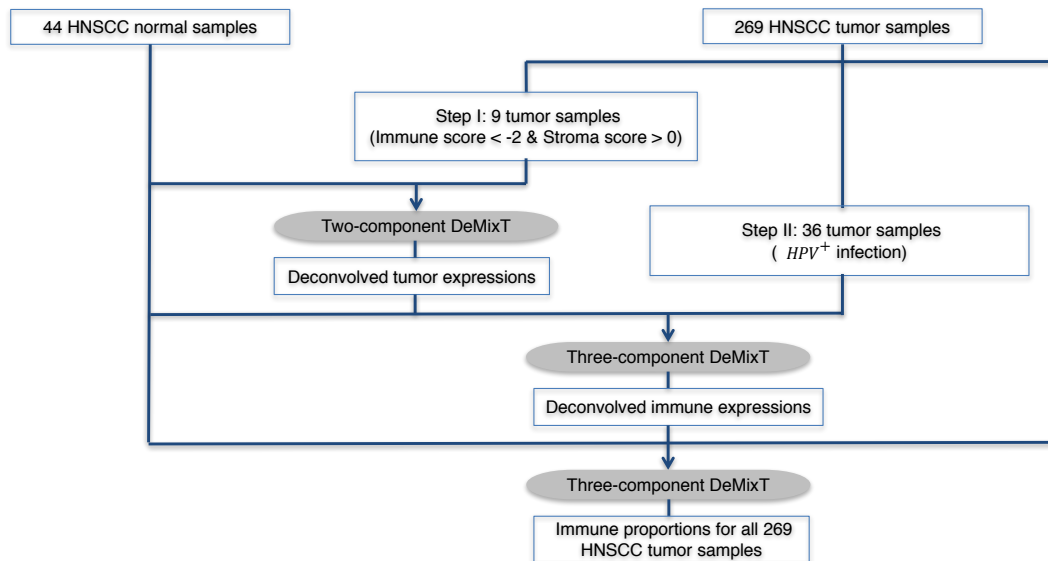 44 HNSCC normal samples
269 HNSCC tumor samples
Step I: 9 tumor samples
(Immune score < -2 & Stroma score > 0)
Two-component DeMixT
Step II: 36 tumor samples
( HPV⁺ infection)
Deconvolved tumor expressions
Three-component DeMixT
Deconvolved immune expressions
Three-component DeMixT
Immune proportions for all 269
HNSCC tumor samples